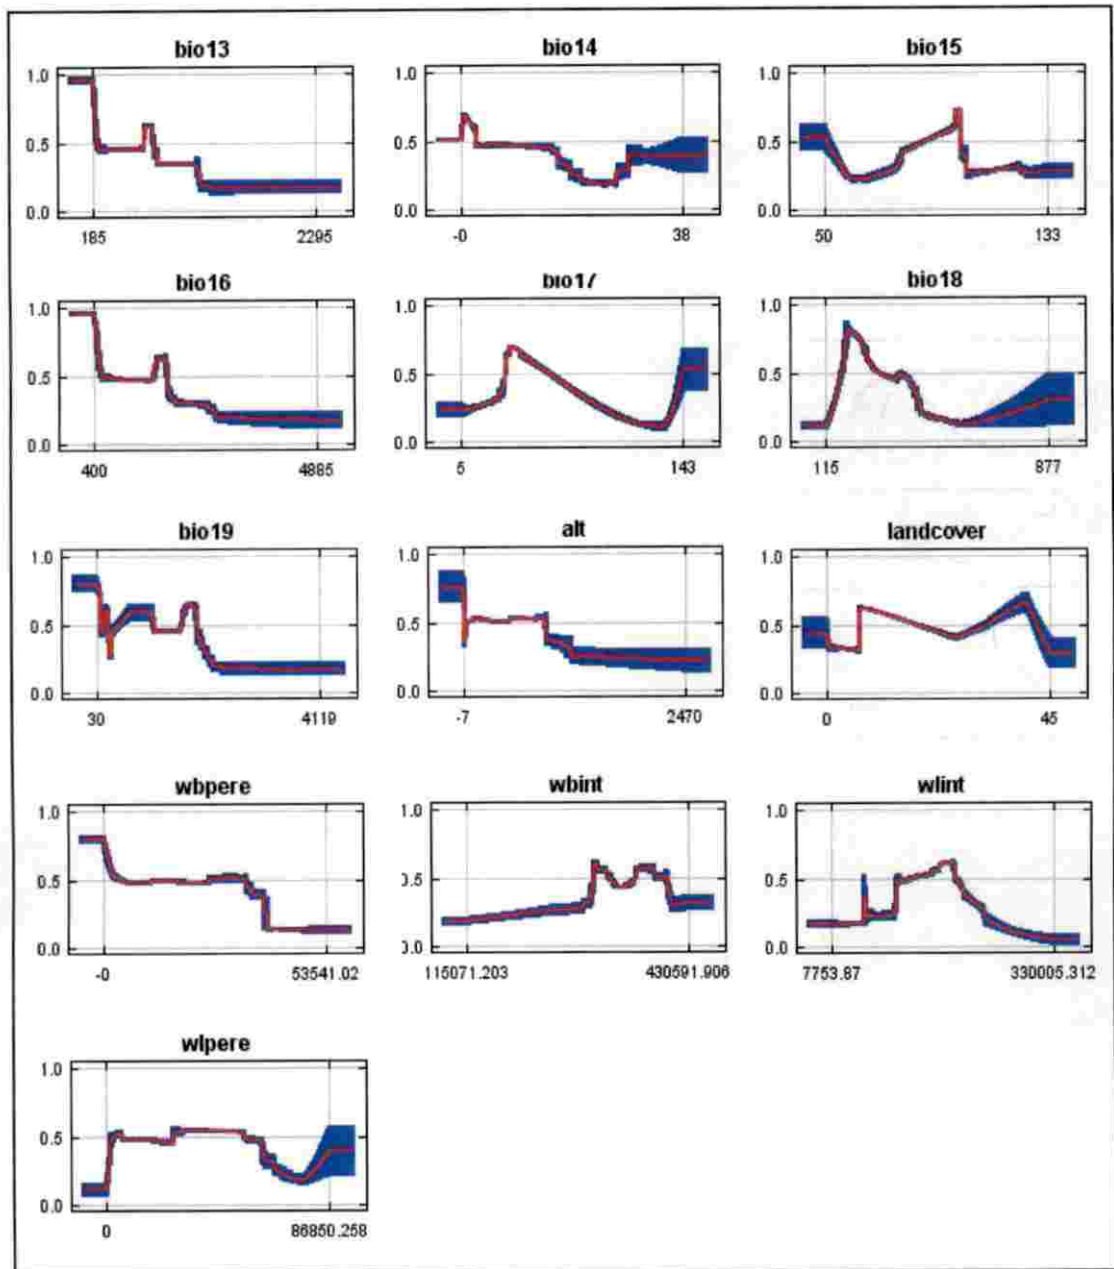 bio13 bio14 bio15
1.0 1.0 1.0
0.5 0.5 0.5
0.0 0.0 0.0
185 2295 -0 38 50 133
bio16 bio17 bio18
1.0 1.0 1.0
0.5 0.5 0.5
0.0 0.0 0.0
400 4885 5 143 115 877
bio19 alt landcover
1.0 1.0 1.0
0.5 0.5 0.5
0.0 0.0 0.0
30 4119 -7 2470 0 45
wbpere wbint wlint
1.0 1.0 1.0
0.5 0.5 0.5
0.0 0.0 0.0
-0 53541.02 115071.203 430591.906 7753.87 330005.312
wlpere
1.0
0.5
0.0
0 86850.258